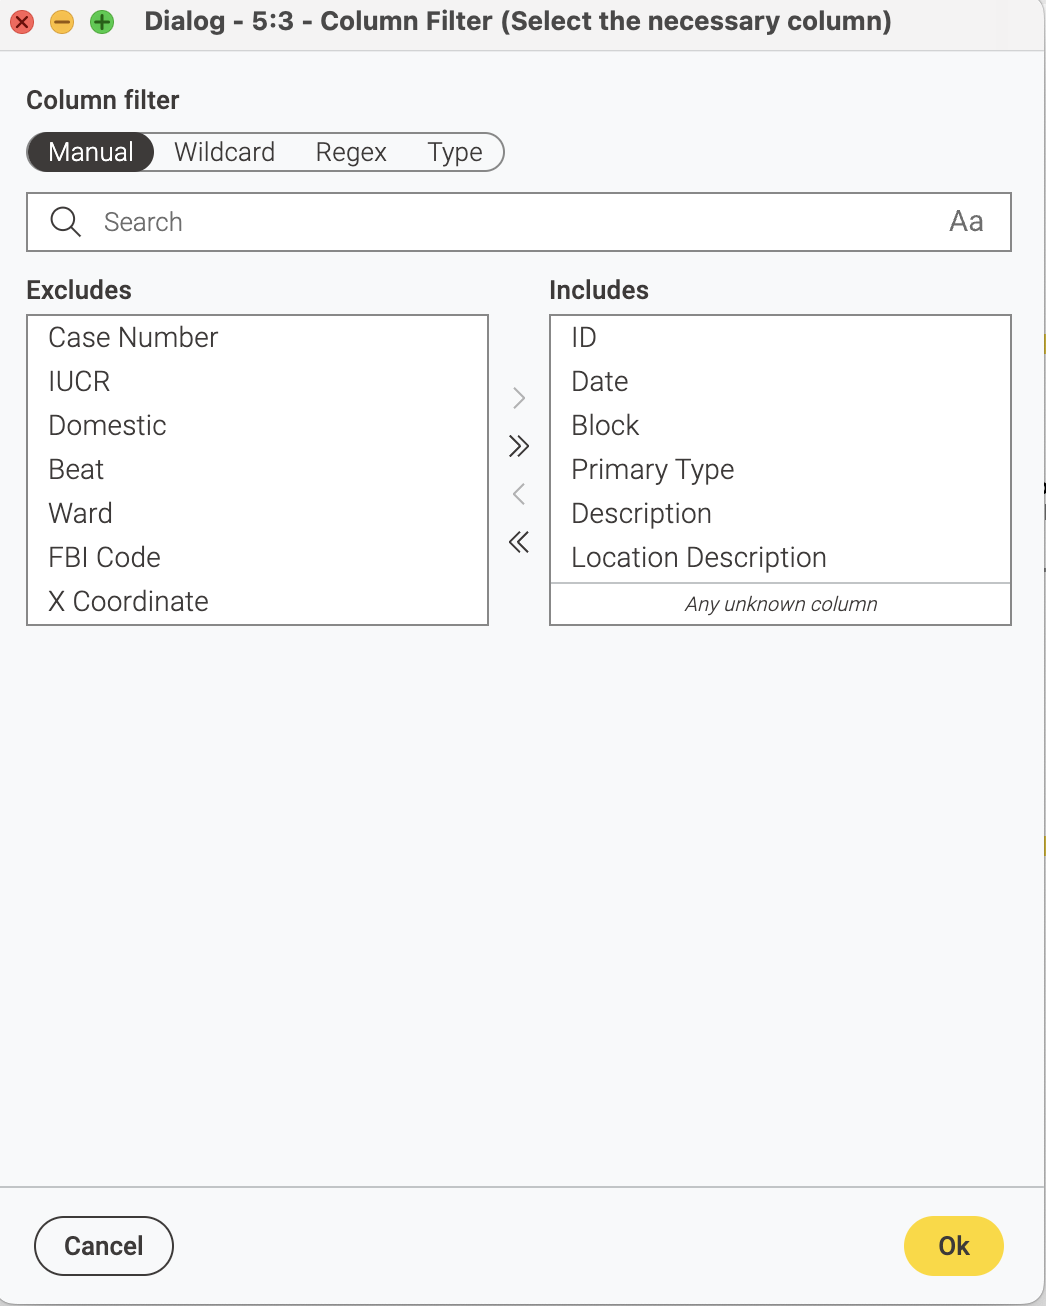 Dialog - 5:3 - Column Filter (Select the necessary column)
Column filter
Manual Wildcard Regex Type
Search Aa
Excludes
Case Number
IUCR
Domestic
Beat
Ward
FBI Code
X Coordinate
Includes
ID
Date
Block
Primary Type
Description
Location Description
Any unknown column
Cancel Ok